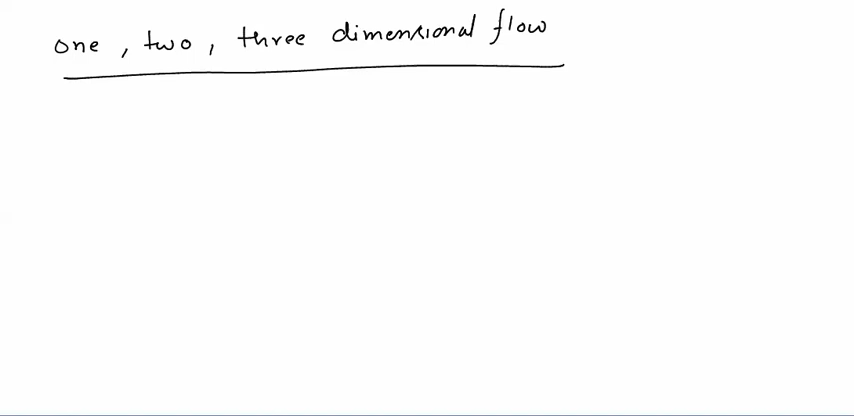 one , two , three dimensional flow